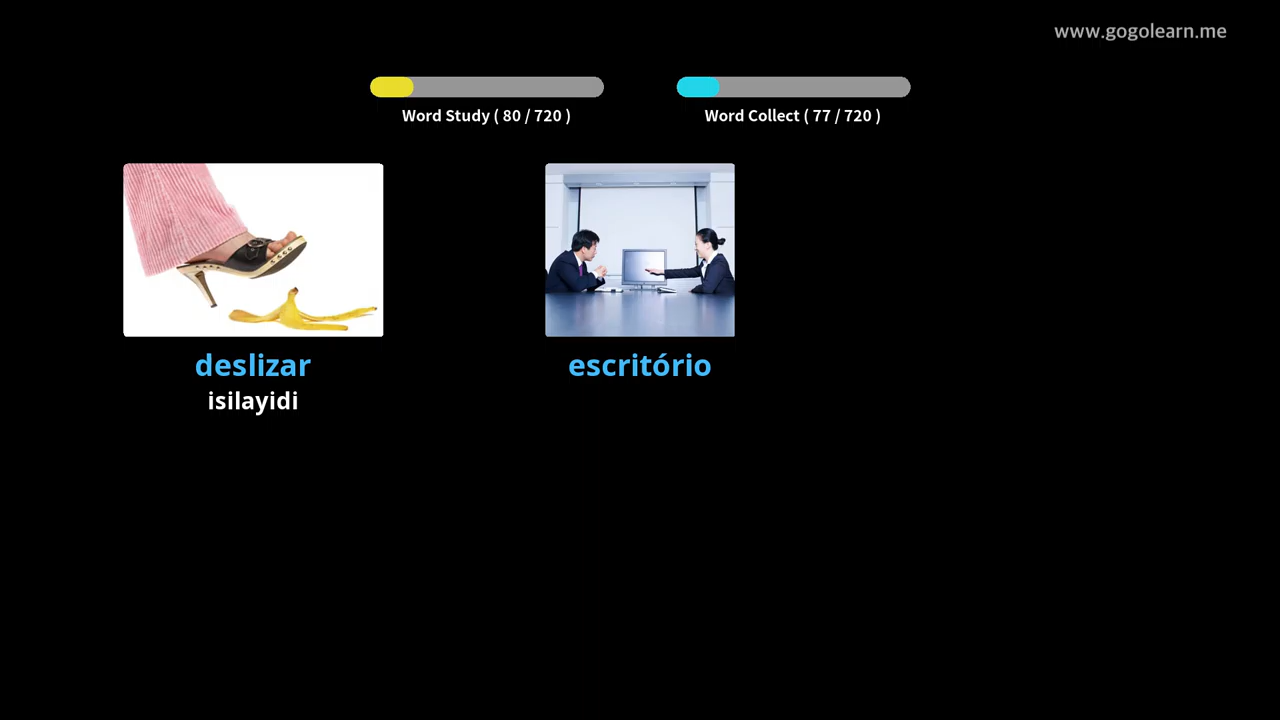 www.gogolearn.me
Word Study ( 80 / 720 )
Word Collect ( 77 / 720 )
deslizar
isilayidi
escritório